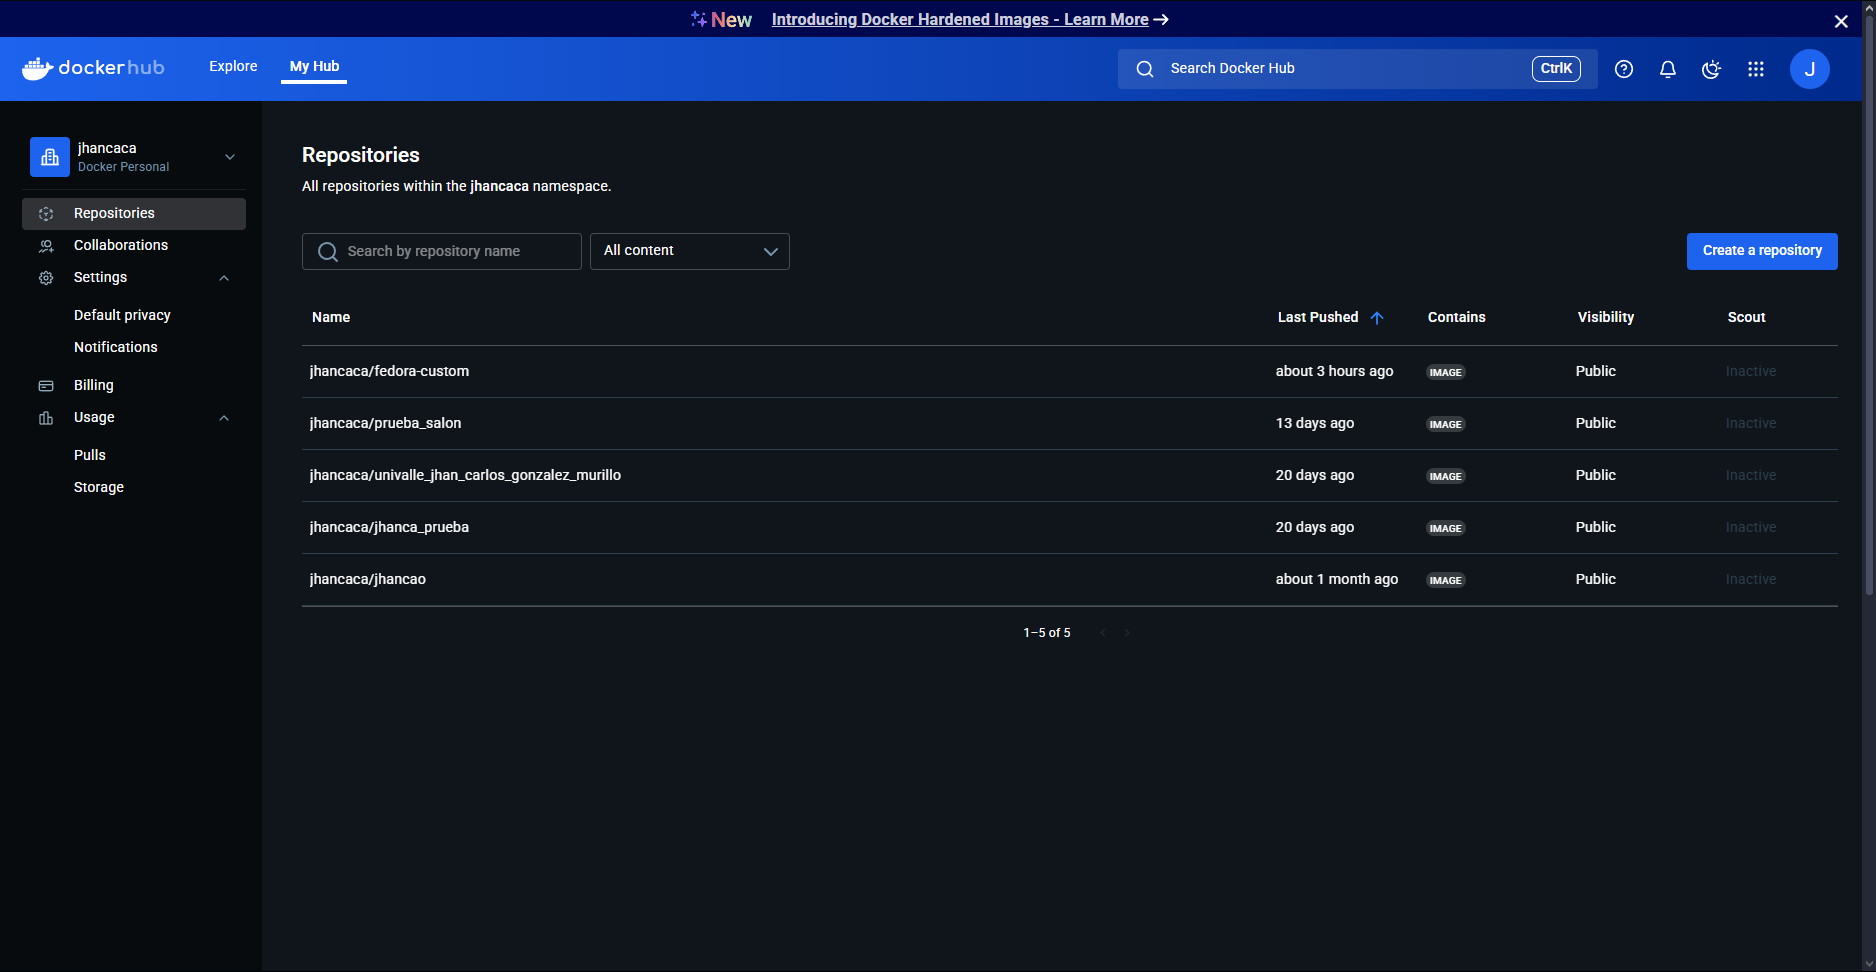 New Introducing Docker Hardened Images - Learn More →
dockerhub Explore My Hub Search Docker Hub CtrlK J
jhancaca
Docker Personal
Repositories
Collaborations
Settings
Default privacy
Notifications
Billing
Usage
Pulls
Storage
Repositories
All repositories within the jhancaca namespace.
Search by repository name All content Create a repository
Name Last Pushed Contains Visibility Scout
jhancaca/fedora-custom about 3 hours ago IMAGE Public Inactive
jhancaca/prueba_salon 13 days ago IMAGE Public Inactive
jhancaca/univalle_jhan_carlos_gonzalez_murillo 20 days ago IMAGE Public Inactive
jhancaca/jhanca_prueba 20 days ago IMAGE Public Inactive
jhancaca/jhancao about 1 month ago IMAGE Public Inactive
1–5 of 5